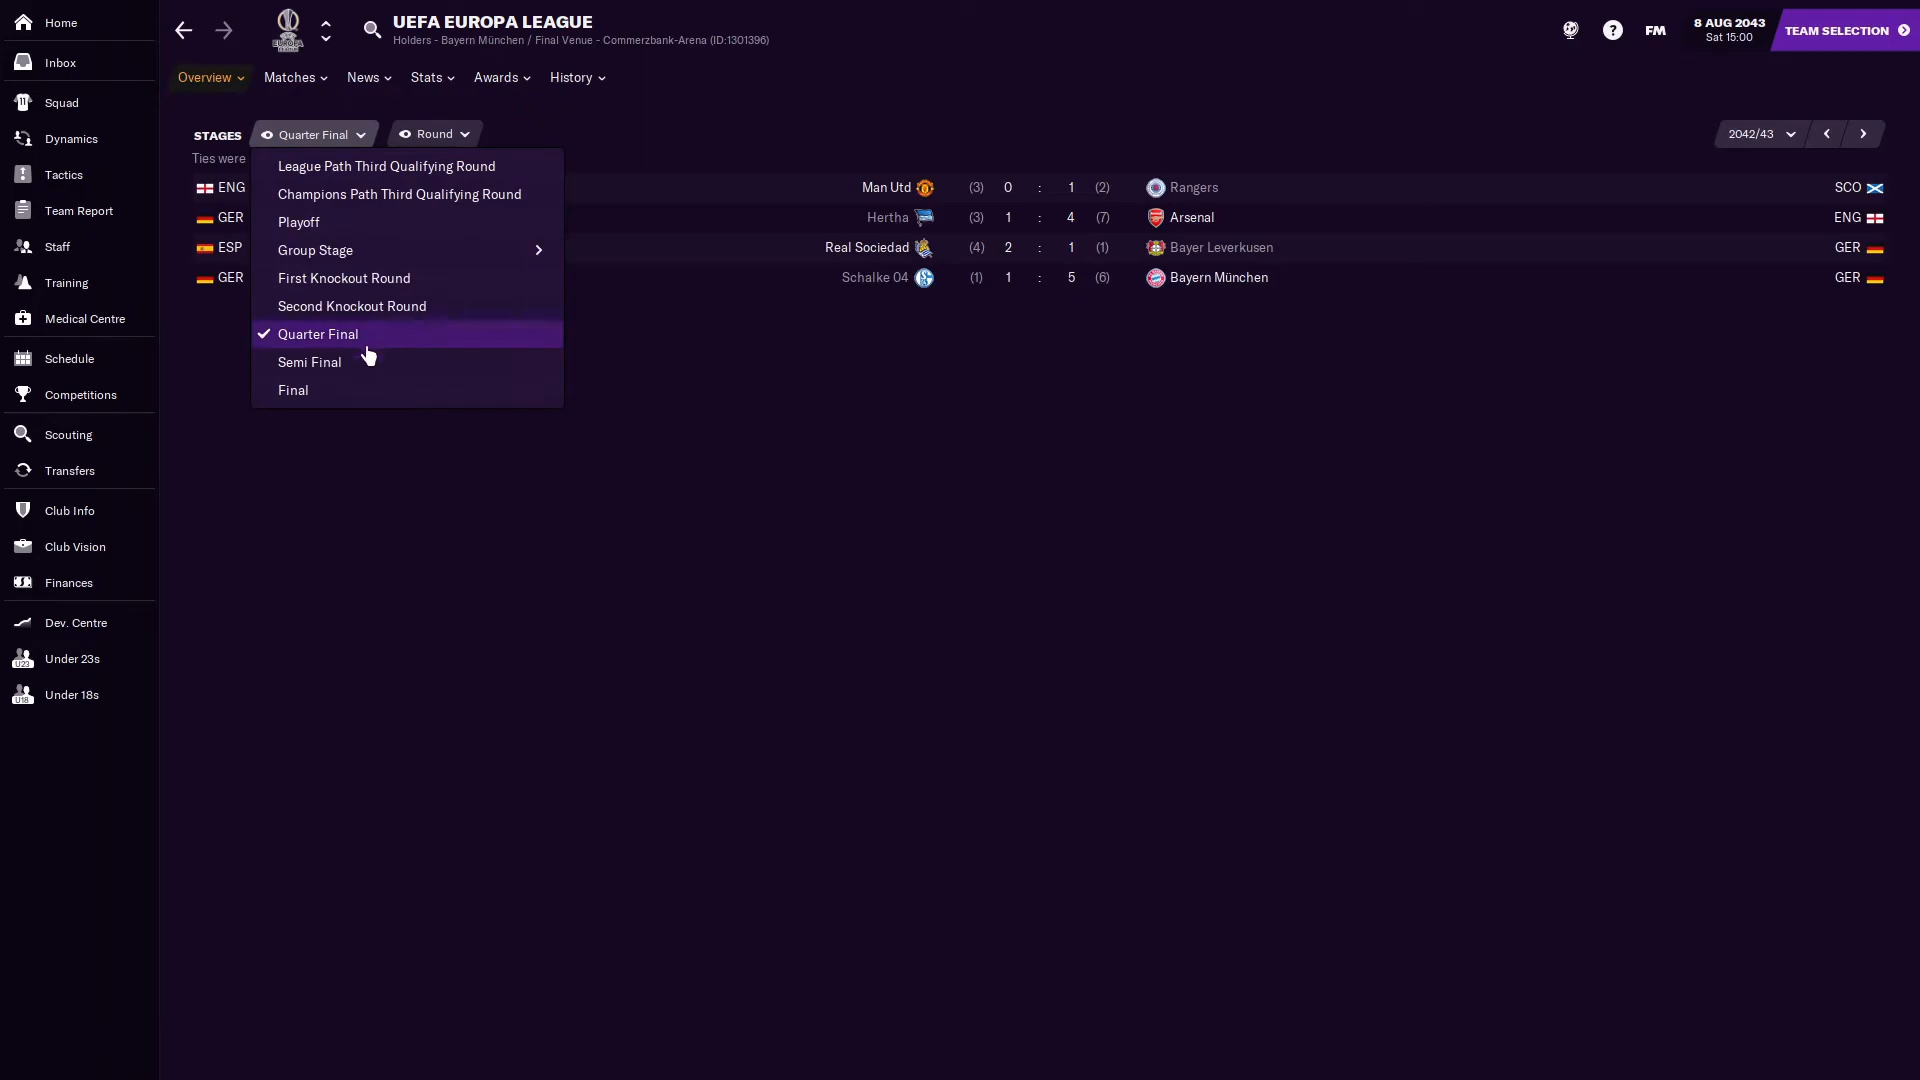 Home
Inbox
Squad
Dynamics
Tactics
Team Report
Staff
Training
Medical Centre
Schedule
Competitions
Scouting
Transfers
Club Info
Club Vision
Finances
Dev. Centre
U23 Under 23s
U18 Under 18s
UEFA EUROPA LEAGUE
Holders - Bayern München / Final Venue - Commerzbank-Arena (ID:1301396)
FM
8 AUG 2043
Sat 15:00
TEAM SELECTION
Overview Matches News Stats Awards History
STAGES Quarter Final Round 2042/43
Ties were
League Path Third Qualifying Round
Champions Path Third Qualifying Round
Playoff
Group Stage
First Knockout Round
Second Knockout Round
Quarter Final
Semi Final
Final
ENG Man Utd (3) 0 : 1 (2) Rangers SCO
GER Hertha (3) 1 : 4 (7) Arsenal ENG
ESP Real Sociedad (4) 2 : 1 (1) Bayer Leverkusen GER
GER Schalke 04 (1) 1 : 5 (6) Bayern München GER